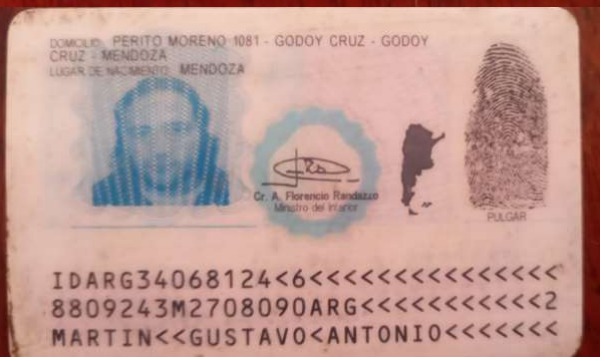 DOMICILIO: PERITO MORENO 1081 - GODOY CRUZ - GODOY
CRUZ - MENDOZA
LUGAR DE NACIMIENTO: MENDOZA
Cr. A. Florencio Randazzo
Ministro del Interior
PULGAR
IDARG34068124<6<<<<<<<<<<<<<<<
8809243M2708090ARG<<<<<<<<<<<2
MARTIN<<GUSTAVO<ANTONIO<<<<<<<